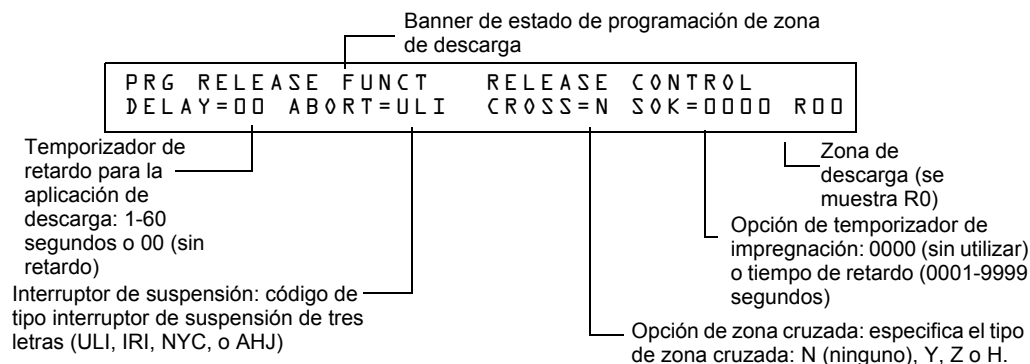 Banner de estado de programación de zona
de descarga
PRG RELEASE FUNCT RELEASE CONTROL
DELAY=00 ABORT=ULI CROSS=N SOK=0000 R00
Temporizador de
retardo para la
aplicación de
descarga: 1-60
segundos o 00 (sin
retardo)
Zona de
descarga (se
muestra R0)
Opción de temporizador de
impregnación: 0000 (sin utilizar)
o tiempo de retardo (0001-9999
segundos)
Interruptor de suspensión: código de
tipo interruptor de suspensión de tres
letras (ULI, IRI, NYC, o AHJ)
Opción de zona cruzada: especifica el tipo
de zona cruzada: N (ninguno), Y, Z o H.